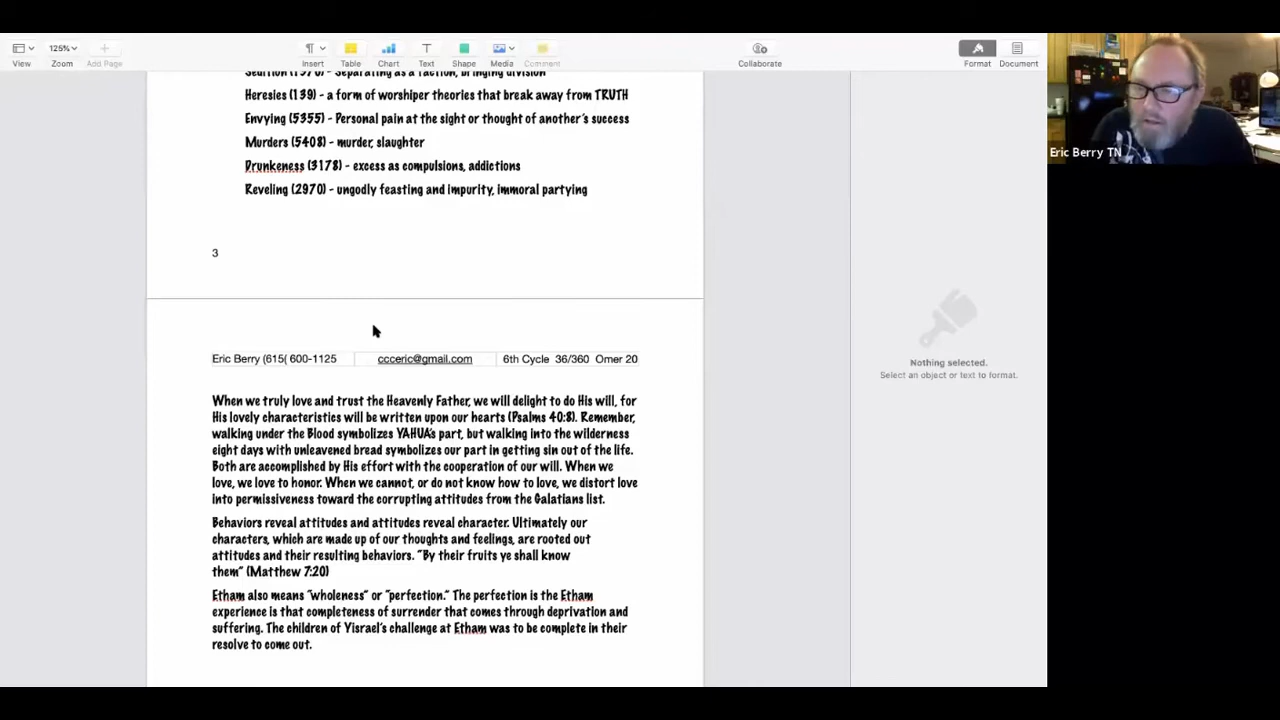 View
125%
Zoom
Add Page
Insert
Table
Chart
Text
Shape
Media
Comment
Collaborate
Format
Document
Sedition (1370) - Separating as a faction, bringing division
Heresies (139) - a form of worshiper theories that break away from TRUTH
Envying (5355) - Personal pain at the sight or thought of another's success
Murders (5408) - murder, slaughter
Drunkeness (3178) - excess as compulsions, addictions
Reveling (2970) - ungodly feasting and impurity, immoral partying
3
Eric Berry (615( 600-1125
ccceric@gmail.com
6th Cycle 36/360 Omer 20
When we truly love and trust the Heavenly Father, we will delight to do His will, for
His lovely characteristics will be written upon our hearts (Psalms 40:8). Remember,
walking under the Blood symbolizes YAHUA's part, but walking into the wilderness
eight days with unleavened bread symbolizes our part in getting sin out of the life.
Both are accomplished by His effort with the cooperation of our will. When we
love, we love to honor. When we cannot, or do not know how to love, we distort love
into permissiveness toward the corrupting attitudes from the Galatians list.
Behaviors reveal attitudes and attitudes reveal character. Ultimately our
characters, which are made up of our thoughts and feelings, are rooted out
attitudes and their resulting behaviors. "By their fruits ye shall know
them" (Matthew 7:20)
Etham also means "wholeness" or "perfection." The perfection is the Etham
experience is that completeness of surrender that comes through deprivation and
suffering. The children of Yisrael's challenge at Etham was to be complete in their
resolve to come out.
Nothing selected.
Select an object or text to format.
Eric Berry TN